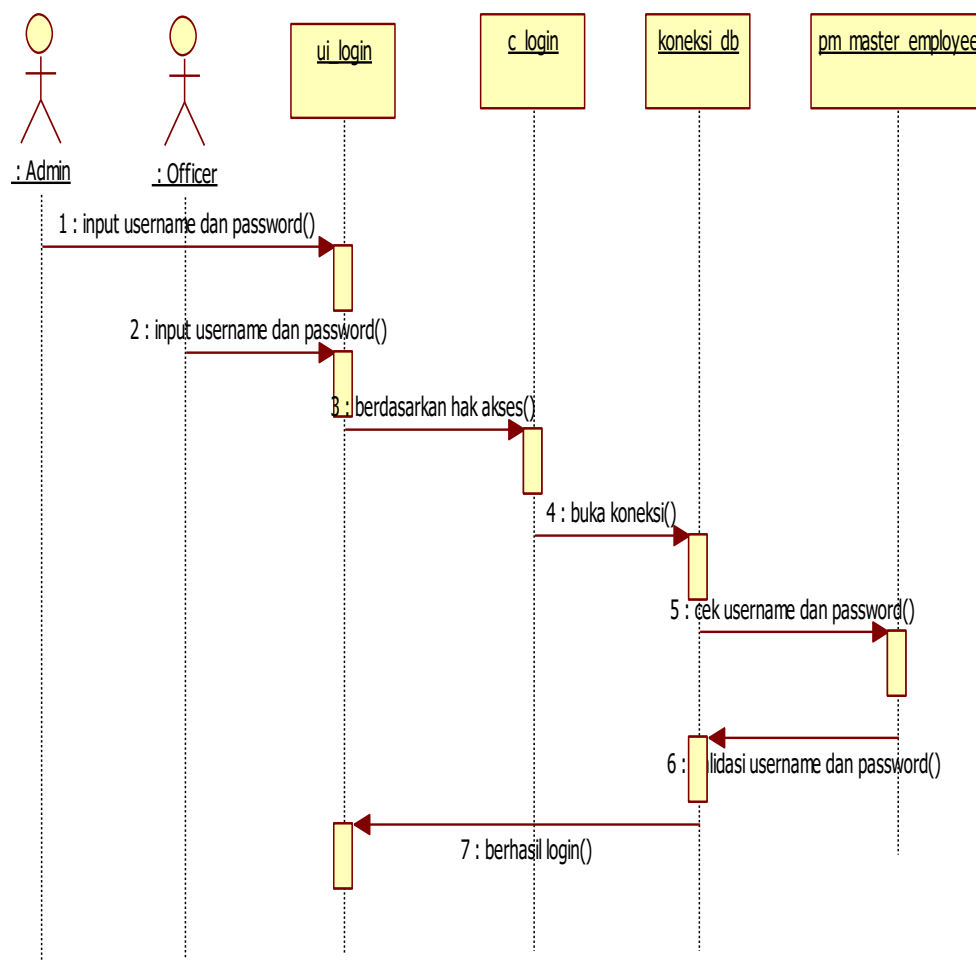 ui_login
c_login
koneksi_db
pm_master_employee
: Admin
: Officer
1 : input username dan password()
2 : input username dan password()
3 : berdasarkan hak akses()
4 : buka koneksi()
5 : cek username dan password()
6 : validasi username dan password()
7 : berhasil login()